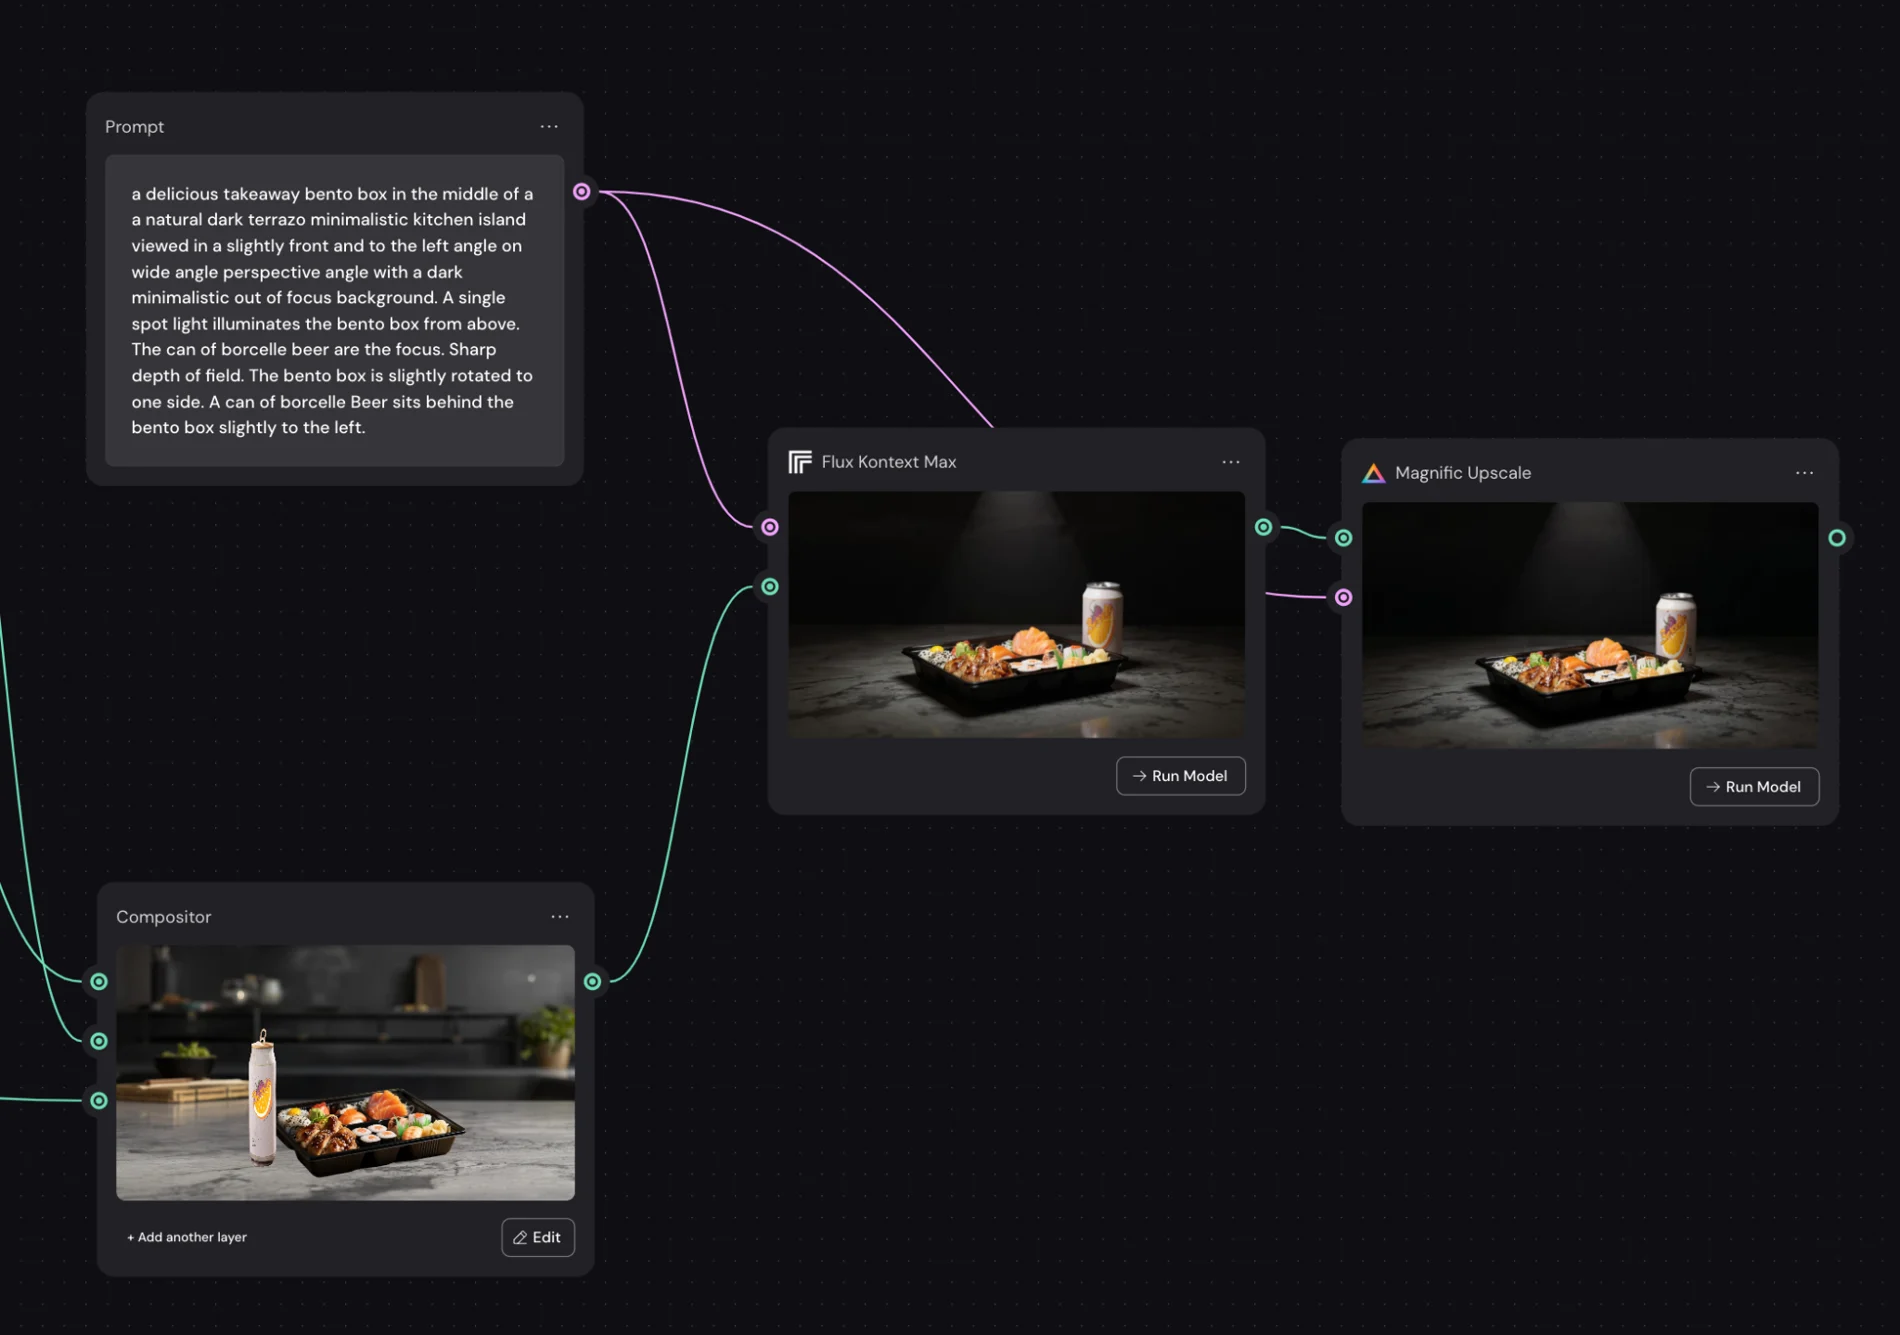 Prompt
a delicious takeaway bento box in the middle of a
a natural dark terrazo minimalistic kitchen island
viewed in a slightly front and to the left angle on
wide angle perspective angle with a dark
minimalistic out of focus background. A single
spot light illuminates the bento box from above.
The can of borcelle beer are the focus. Sharp
depth of field. The bento box is slightly rotated to
one side. A can of borcelle Beer sits behind the
bento box slightly to the left.
Flux Kontext Max
→ Run Model
Magnific Upscale
→ Run Model
Compositor
+ Add another layer
Edit